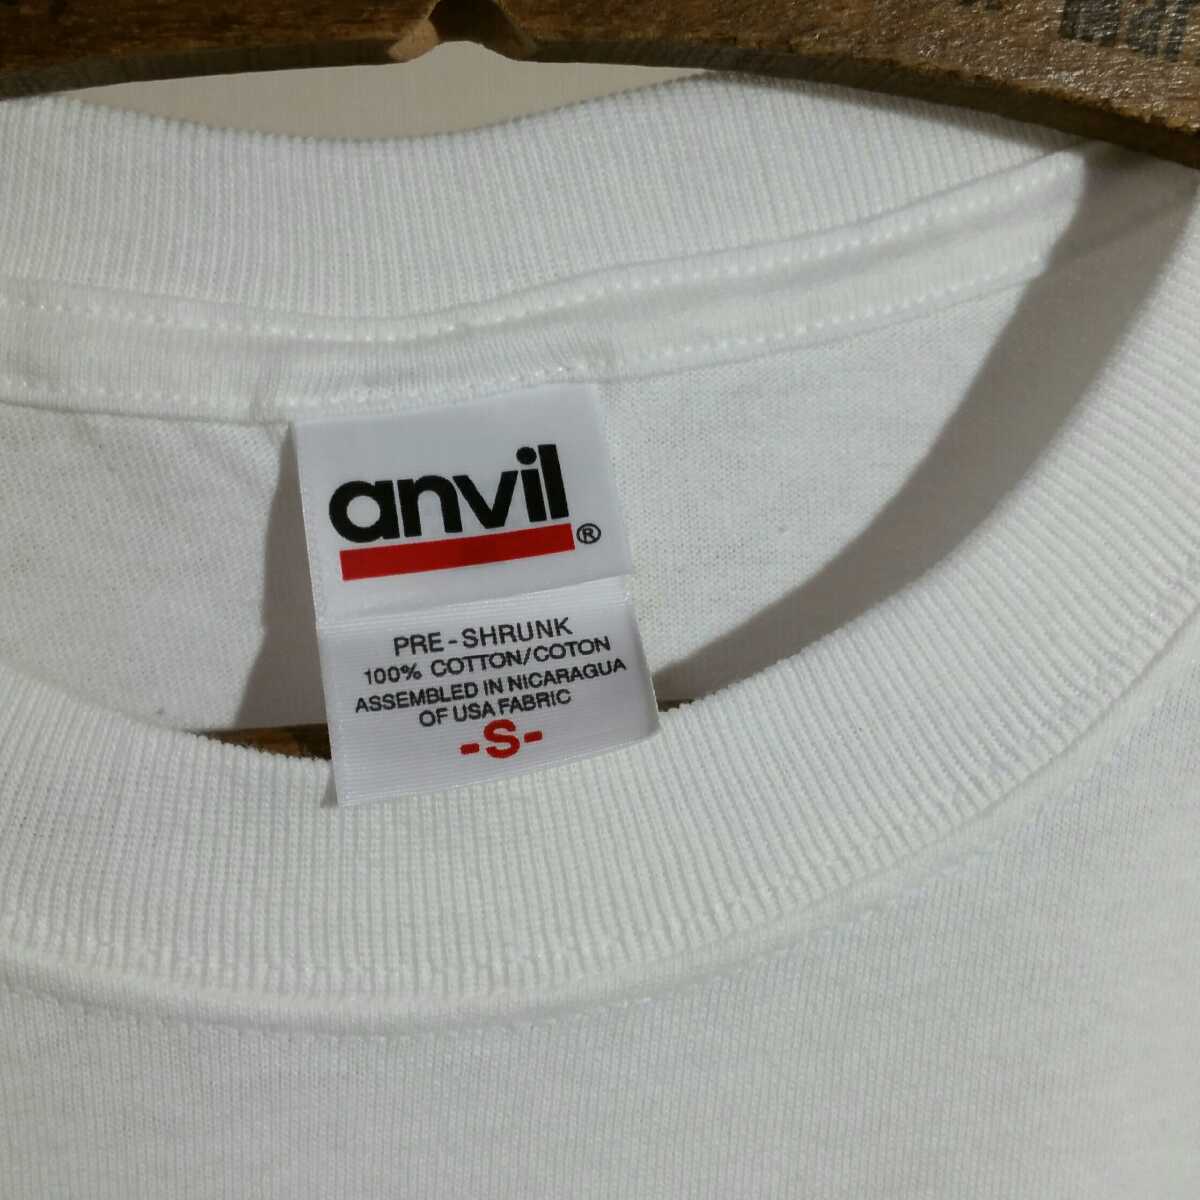 anvil®
PRE-SHRUNK
100% COTTON/COTON
ASSEMBLED IN NICARAGUA
OF USA FABRIC
-S-